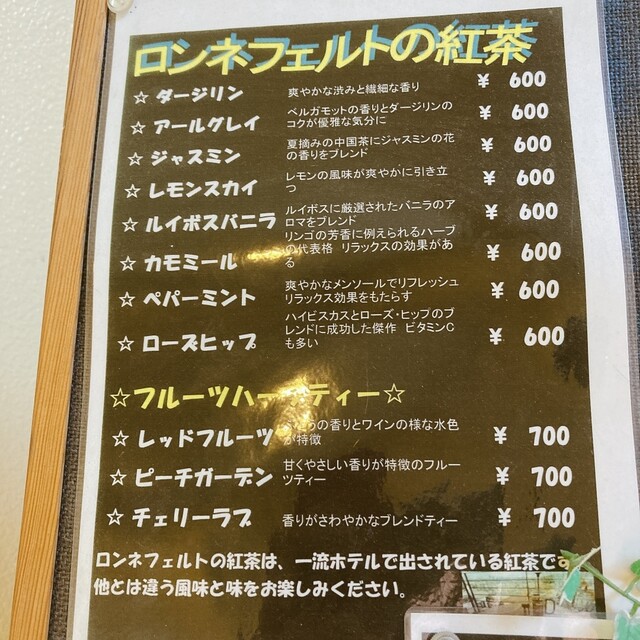 ロンネフェルトの紅茶
☆ ダージリン 爽やかな渋みと繊細な香り ¥ 600
☆ アールグレイ ベルガモットの香りとダージリンの
コクが優雅な気分に ¥ 600
☆ ジャスミン 夏摘みの中国茶にジャスミンの花
の香りをブレンド ¥ 600
☆ レモンスカイ レモンの風味が爽やかに引き立
つ ¥ 600
☆ ルイボスバニラ ルイボスに厳選されたバニラのア
ロマをブレンド ¥ 600
☆ カモミール リンゴの芳香に例えられるハーブ
の代表格 リラックスの効果があ
る ¥ 600
☆ ペパーミント 爽やかなメンソールでリフレッシュ
リラックス効果をもたらす ¥ 600
☆ ローズヒップ ハイビスカスとローズ・ヒップのブ
レンドに成功した傑作 ビタミンC
も多い ¥ 600
☆フルーツハーブティー☆
☆ レッドフルーツ の香りとワインの様な水色
が特徴 ¥ 700
☆ ピーチガーデン 甘くやさしい香りが特徴のフルー
ツティー ¥ 700
☆ チェリーラブ 香りがさわやかなブレンドティー ¥ 700
ロンネフェルトの紅茶は、一流ホテルで出されている紅茶です
他とは違う風味と味をお楽しみください。